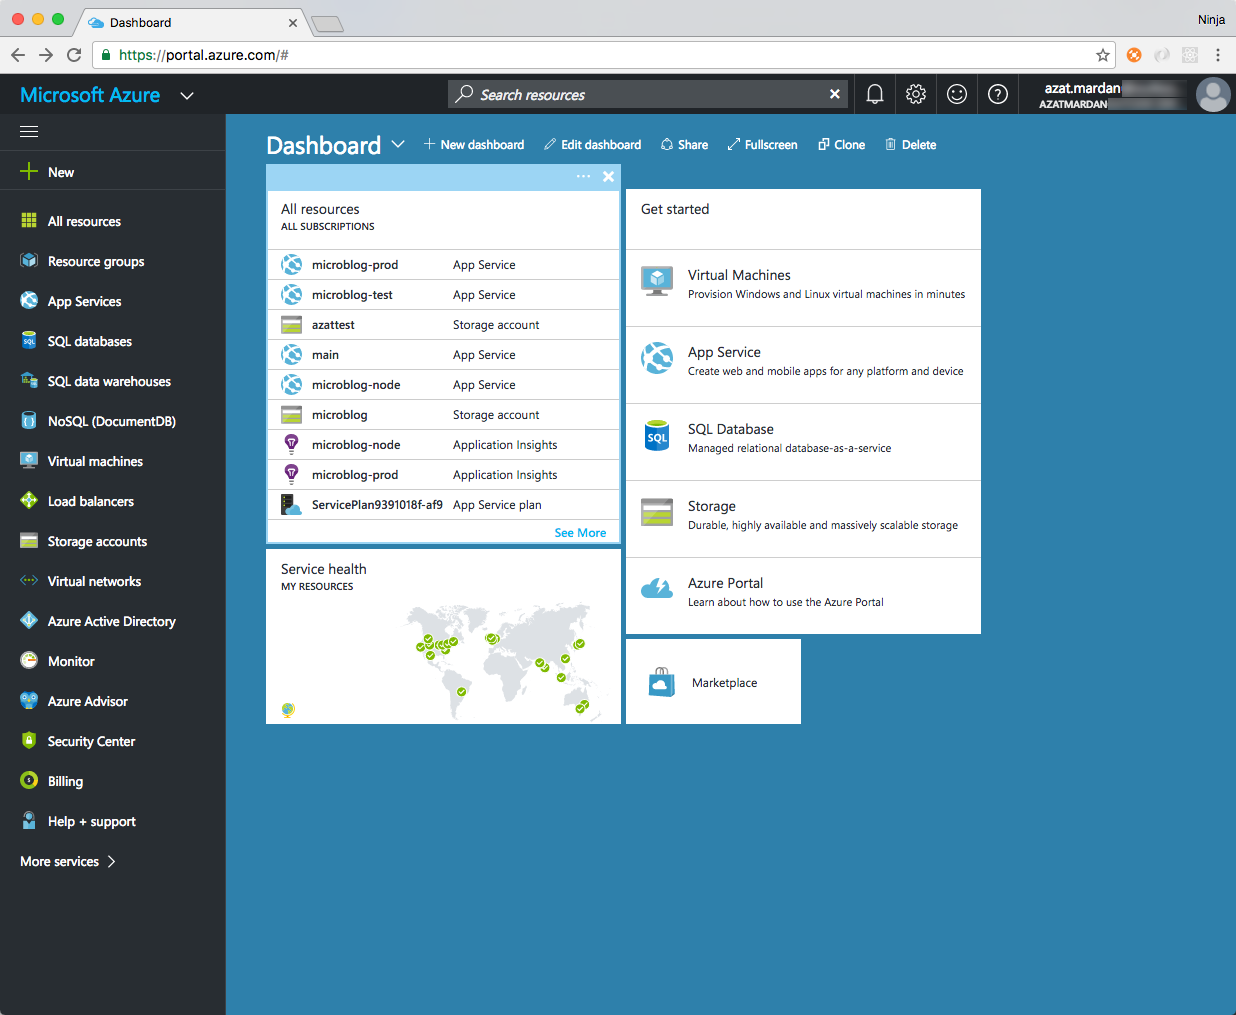 Dashboard
Ninja
https://portal.azure.com/#
Microsoft Azure
Search resources
azat.mardan
AZATMARDAN
New
All resources
Resource groups
App Services
SQL databases
SQL data warehouses
NoSQL (DocumentDB)
Virtual machines
Load balancers
Storage accounts
Virtual networks
Azure Active Directory
Monitor
Azure Advisor
Security Center
Billing
Help + support
More services
Dashboard
New dashboard
Edit dashboard
Share
Fullscreen
Clone
Delete
All resources
ALL SUBSCRIPTIONS
microblog-prod App Service
microblog-test App Service
azattest Storage account
main App Service
microblog-node App Service
microblog Storage account
microblog-node Application Insights
microblog-prod Application Insights
ServicePlan9391018f-af9 App Service plan
See More
Service health
MY RESOURCES
Get started
Virtual Machines
Provision Windows and Linux virtual machines in minutes
App Service
Create web and mobile apps for any platform and device
SQL
SQL Database
Managed relational database-as-a-service
Storage
Durable, highly available and massively scalable storage
Azure Portal
Learn about how to use the Azure Portal
Marketplace